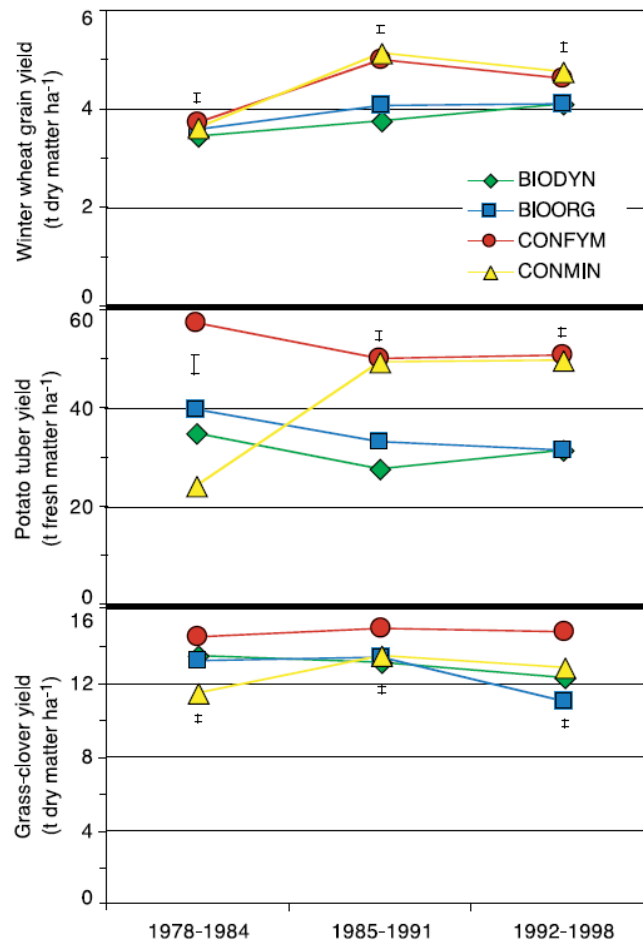 Winter wheat grain yield
(t dry matter ha⁻¹)
6
4
2
0
BIODYN
BIOORG
CONFYM
CONMIN
Potato tuber yield
(t fresh matter ha⁻¹)
60
40
20
0
Grass-clover yield
(t dry matter ha⁻¹)
16
12
8
4
0
1978-1984
1985-1991
1992-1998